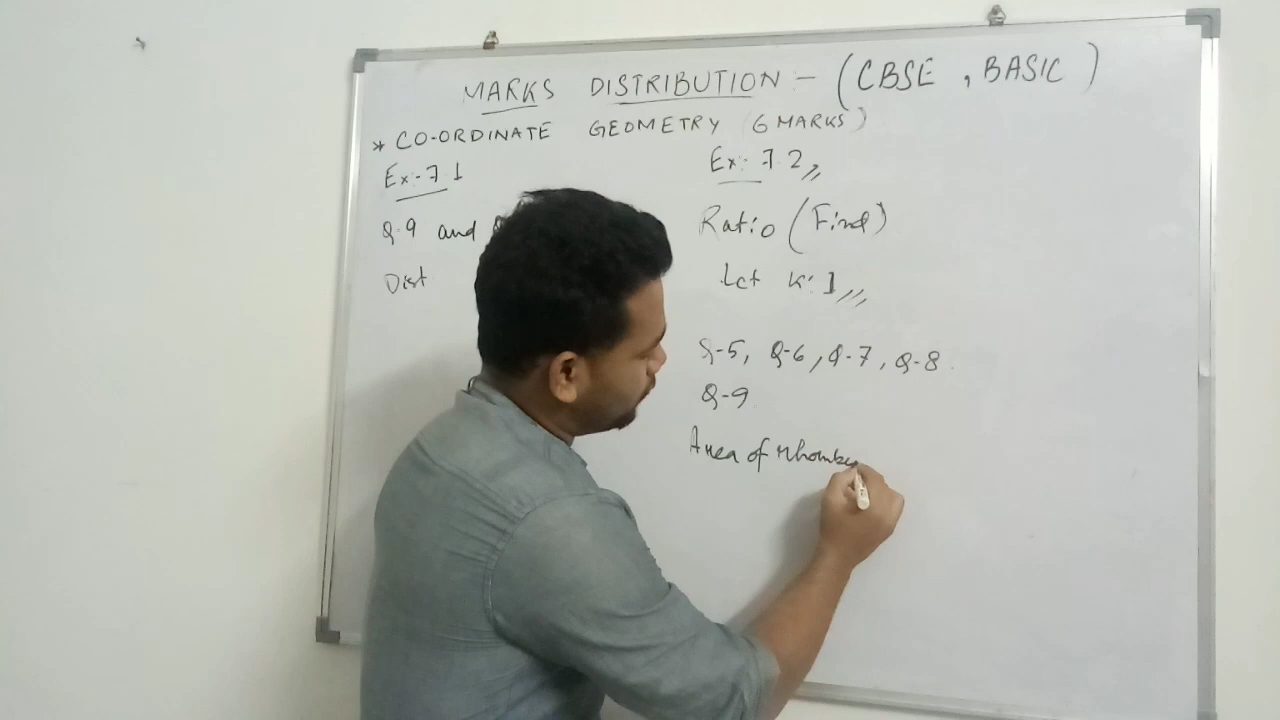 MARKS DISTRIBUTION :- (CBSE, BASIC)
* CO-ORDINATE GEOMETRY (6 MARKS)
Ex:- 7.1
Q.9 and
Dist
Ex:- 7.2
Ratio (Find)
Let K:1
Q-5, Q-6, Q-7, Q-8
Q-9
Area of rhombu